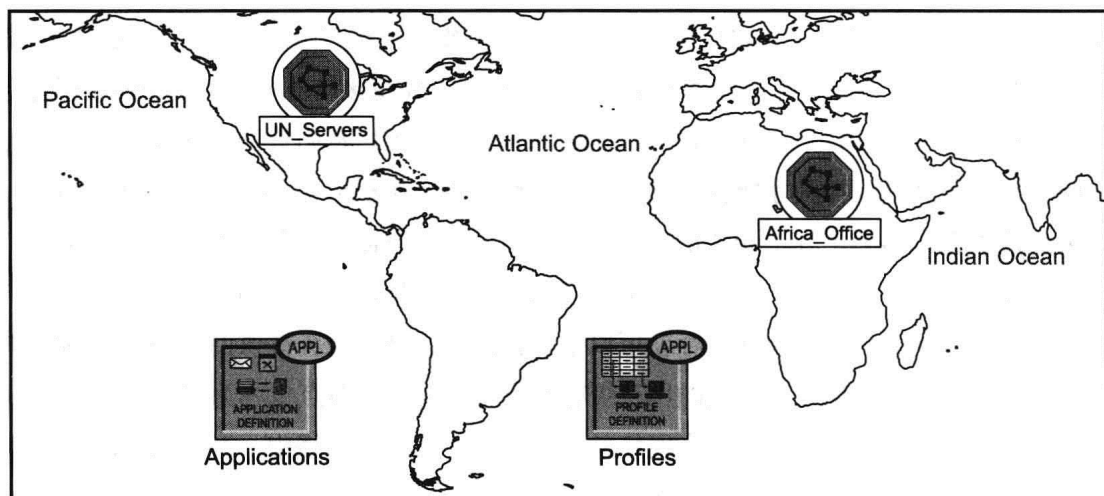 Pacific Ocean
UN_Servers
Atlantic Ocean
Africa_Office
Indian Ocean
APPL
APPLICATION
DEFINITION
Applications
APPL
PROFILE
DEFINITION
Profiles